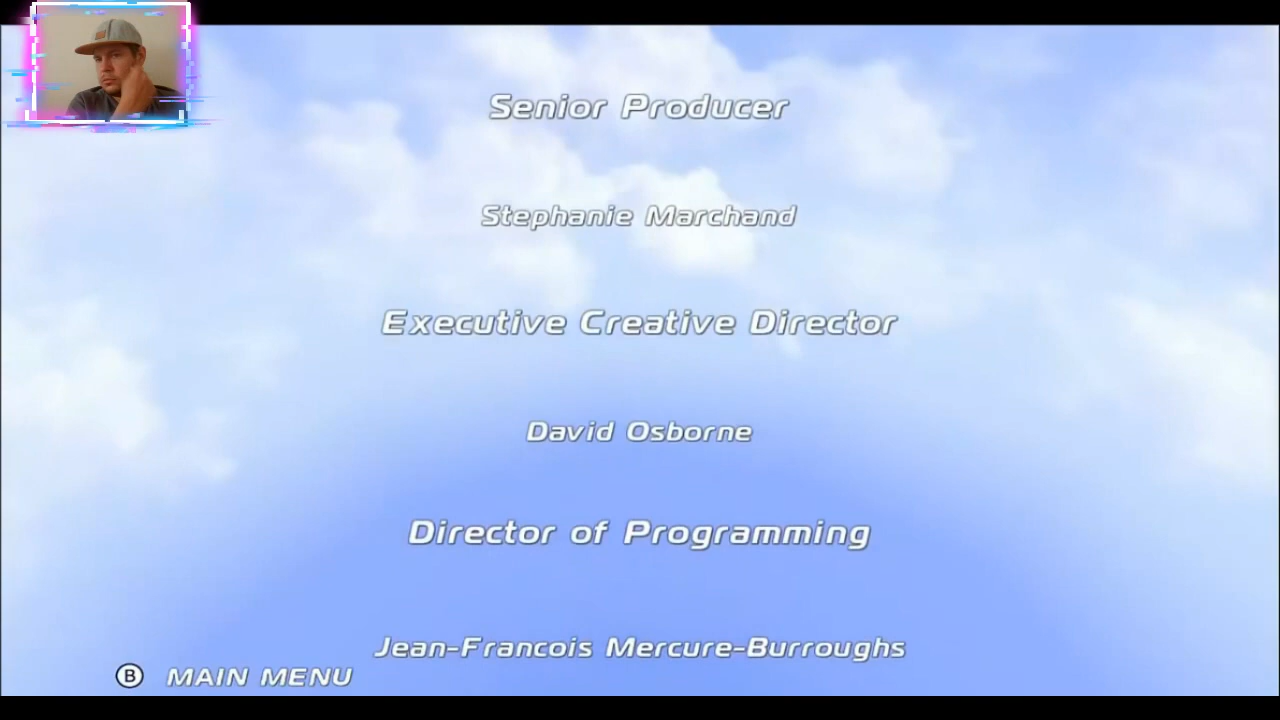 Senior Producer
Stephanie Marchand
Executive Creative Director
David Osborne
Director of Programming
Jean-Francois Mercure-Burroughs
B MAIN MENU